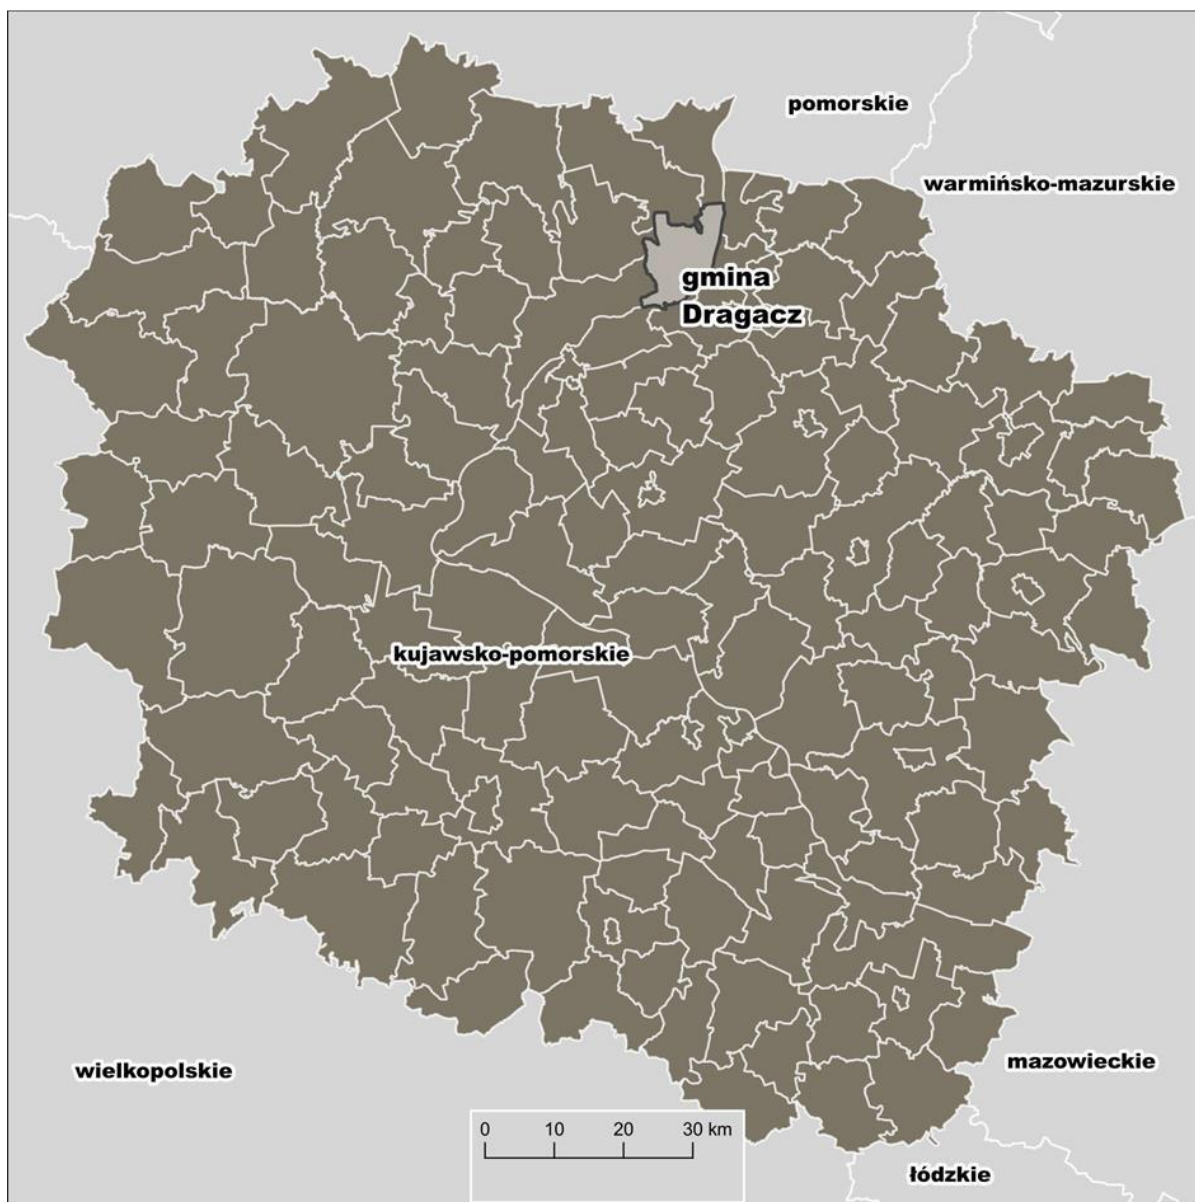 pomorskie
warmińsko-mazurskie
gmina
Dragacz
kujawsko-pomorskie
wielkopolskie
mazowieckie
0 10 20 30 km
łódzkie